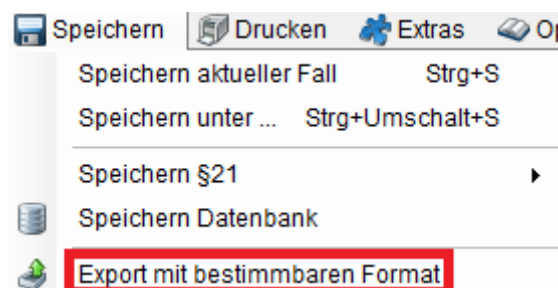 Speichern Drucken Extras
Speichern aktueller Fall Strg+S
Speichern unter ... Strg+Umschalt+S
Speichern §21
Speichern Datenbank
Export mit bestimmbaren Format